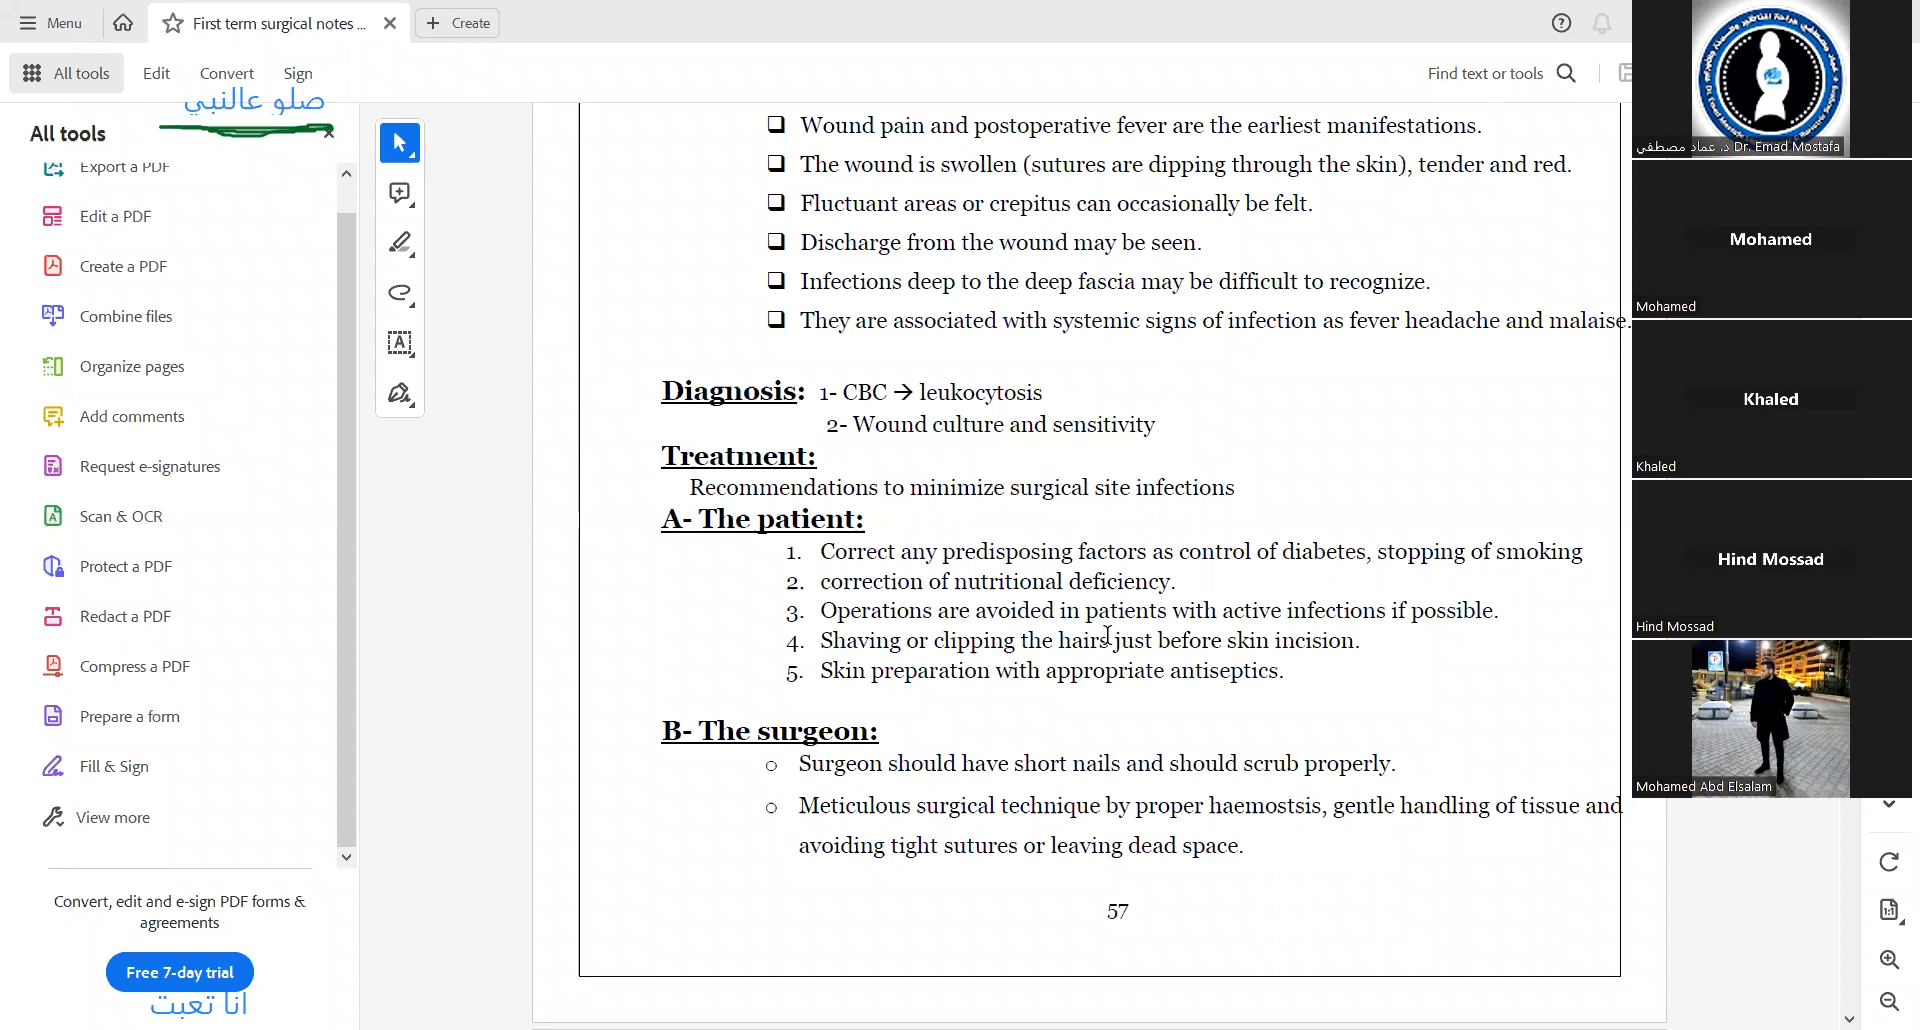 Menu
First term surgical notes ...
Create
All tools
Edit
Convert
Sign
Find text or tools
صلو عالنبي
All tools
Export a PDF
Edit a PDF
Create a PDF
Combine files
Organize pages
Add comments
Request e-signatures
Scan & OCR
Protect a PDF
Redact a PDF
Compress a PDF
Prepare a form
Fill & Sign
View more
Convert, edit and e-sign PDF forms &
agreements
Free 7-day trial
انا تعبت
❑ Wound pain and postoperative fever are the earliest manifestations.
❑ The wound is swollen (sutures are dipping through the skin), tender and red.
❑ Fluctuant areas or crepitus can occasionally be felt.
❑ Discharge from the wound may be seen.
❑ Infections deep to the deep fascia may be difficult to recognize.
❑ They are associated with systemic signs of infection as fever headache and malaise.
Diagnosis: 1- CBC → leukocytosis
2- Wound culture and sensitivity
Treatment:
Recommendations to minimize surgical site infections
A- The patient:
1. Correct any predisposing factors as control of diabetes, stopping of smoking
2. correction of nutritional deficiency.
3. Operations are avoided in patients with active infections if possible.
4. Shaving or clipping the hairs just before skin incision.
5. Skin preparation with appropriate antiseptics.
B- The surgeon:
o Surgeon should have short nails and should scrub properly.
o Meticulous surgical technique by proper haemostsis, gentle handling of tissue and
avoiding tight sutures or leaving dead space.
57
د. عماد مصطفي Dr. Emad Mostafa
Mohamed
Mohamed
Khaled
Khaled
Hind Mossad
Hind Mossad
Mohamed Abd Elsalam